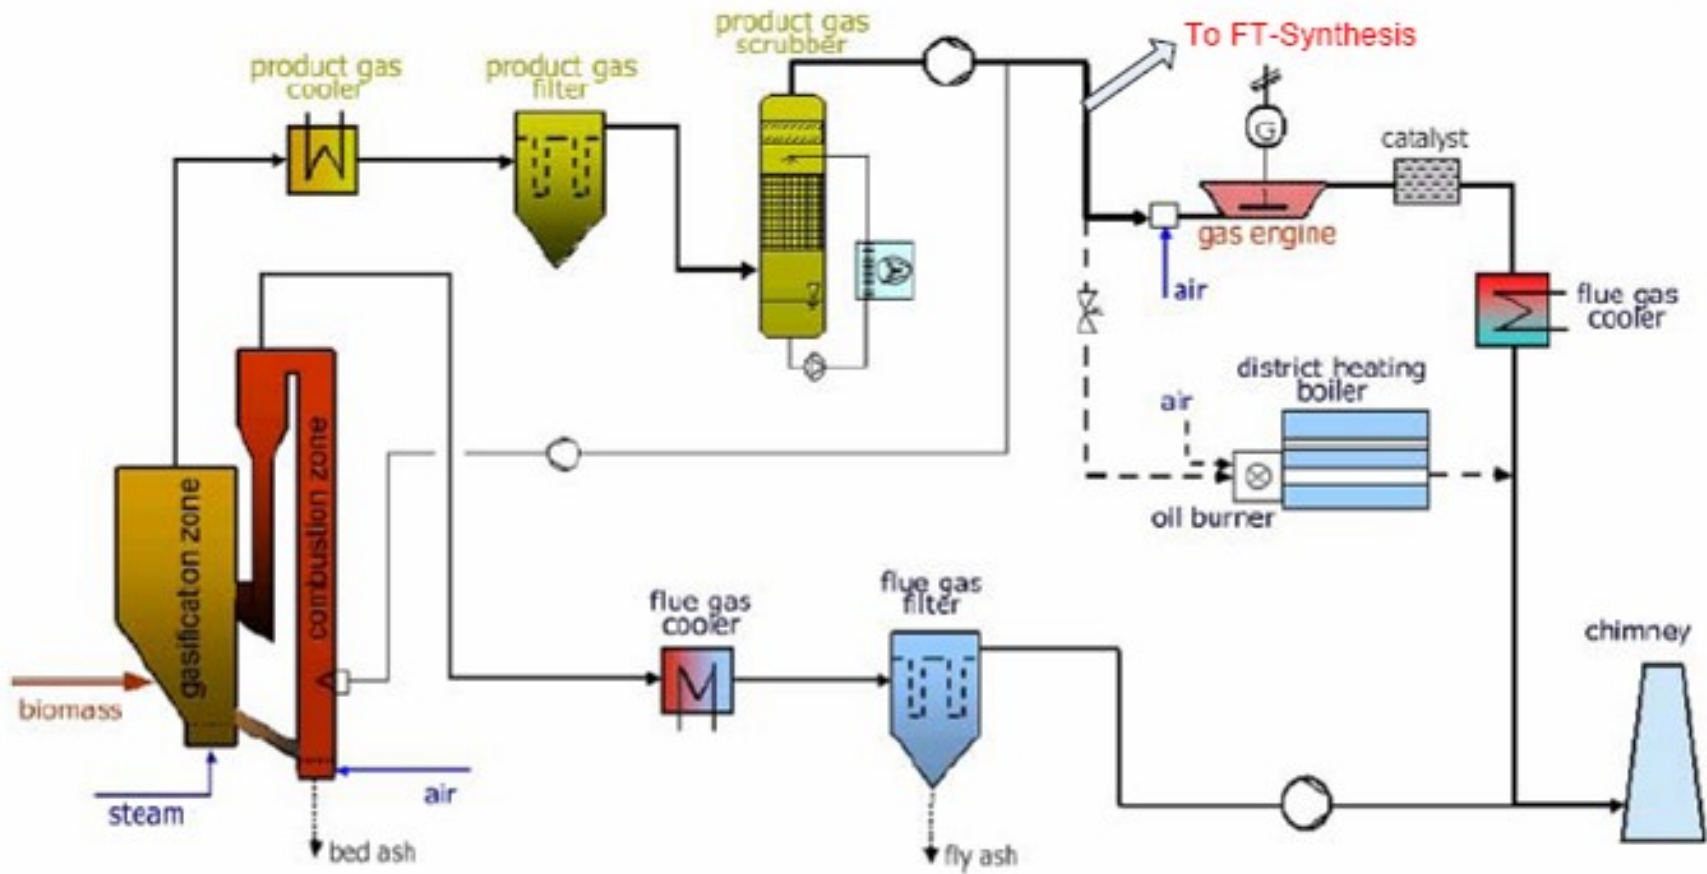 product gas
scrubber
To FT-Synthesis
product gas
cooler
product gas
filter
G
catalyst
gas engine
air
flue gas
cooler
district heating
boiler
air
oil burner
gasificaton zone
combustion zone
flue gas
cooler
flue gas
filter
chimney
biomass
steam
air
bed ash
fly ash